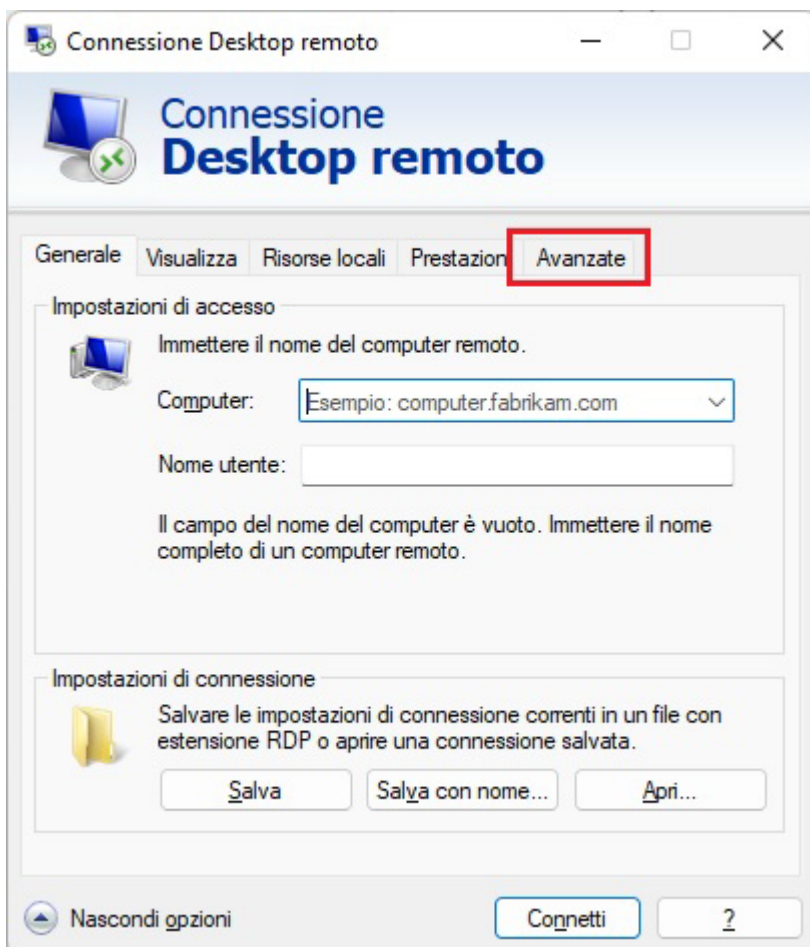 Connessione Desktop remoto
Connessione
Desktop remoto
Generale Visualizza Risorse locali Prestazion Avanzate
Impostazioni di accesso
Immettere il nome del computer remoto.
Computer: Esempio: computer.fabrikam.com
Nome utente:
Il campo del nome del computer è vuoto. Immettere il nome
completo di un computer remoto.
Impostazioni di connessione
Salvare le impostazioni di connessione correnti in un file con
estensione RDP o aprire una connessione salvata.
Salva Salva con nome... Apri...
Nascondi opzioni Connetti ?